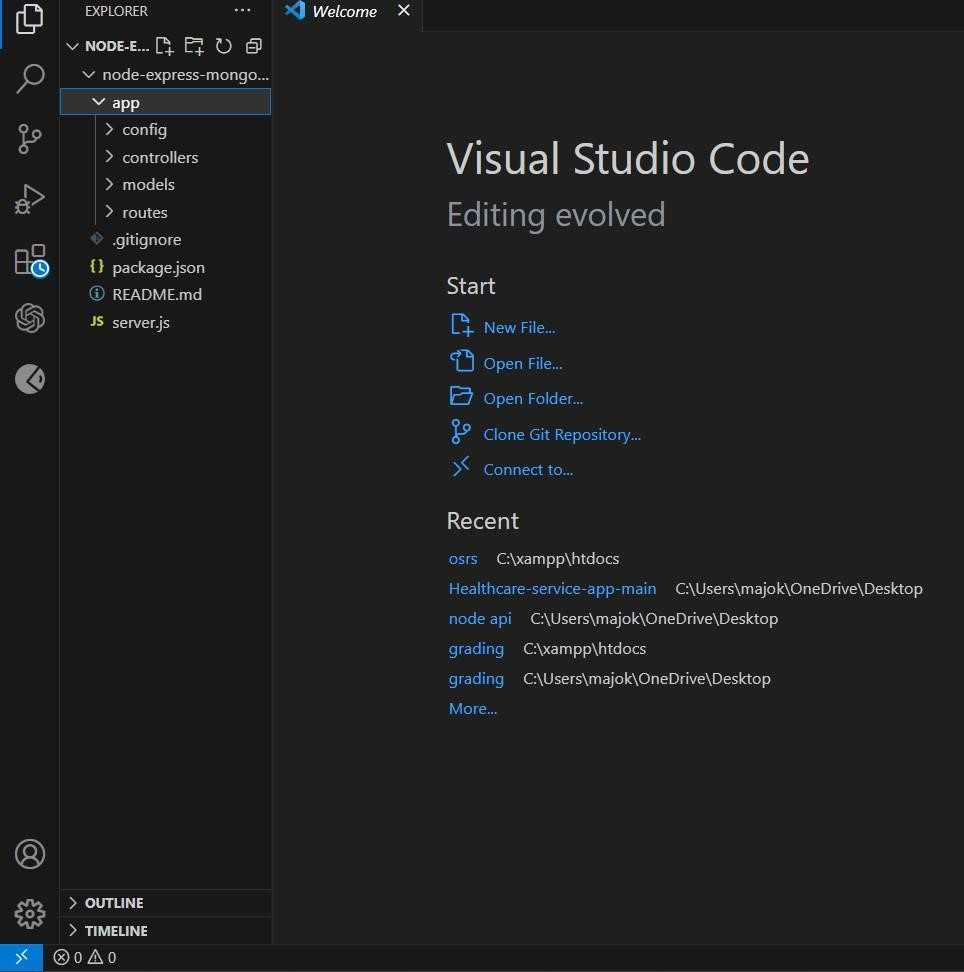 EXPLORER
···
Welcome
NODE-E...
node-express-mongo...
app
config
controllers
models
routes
.gitignore
{} package.json
README.md
JS server.js
Visual Studio Code
Editing evolved
Start
New File...
Open File...
Open Folder...
Clone Git Repository...
Connect to...
Recent
osrs C:\xampp\htdocs
Healthcare-service-app-main C:\Users\majok\OneDrive\Desktop
node api C:\Users\majok\OneDrive\Desktop
grading C:\xampp\htdocs
grading C:\Users\majok\OneDrive\Desktop
More...
OUTLINE
TIMELINE
0 0